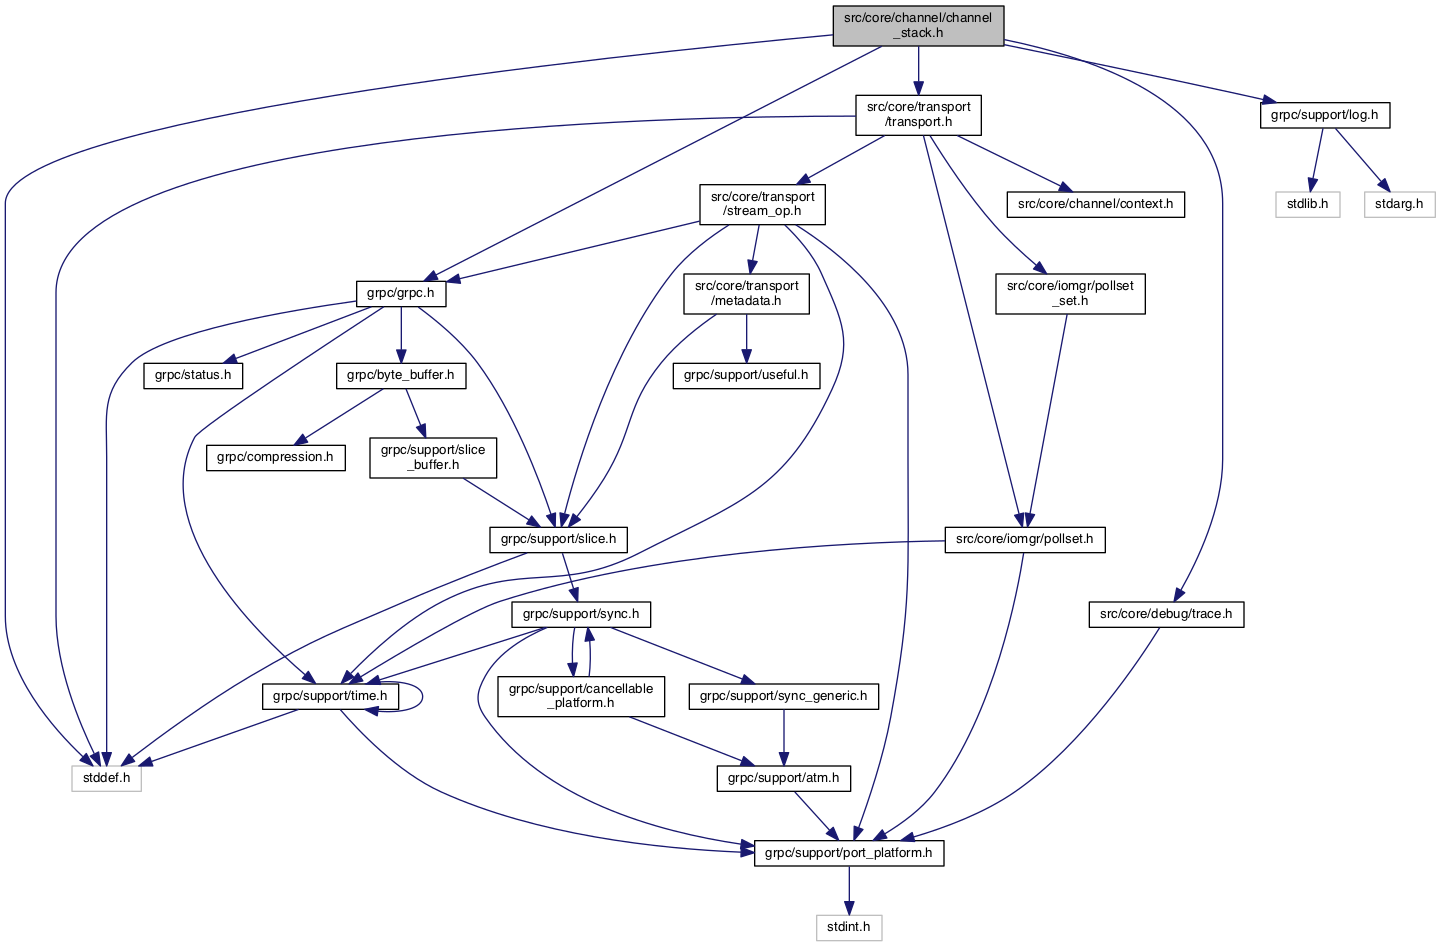 src/core/channel/channel
_stack.h
src/core/transport
/transport.h
grpc/support/log.h
src/core/transport
/stream_op.h
src/core/channel/context.h
stdlib.h
stdarg.h
grpc/grpc.h
src/core/transport
/metadata.h
src/core/iomgr/pollset
_set.h
grpc/status.h
grpc/byte_buffer.h
grpc/support/useful.h
grpc/compression.h
grpc/support/slice
_buffer.h
grpc/support/slice.h
src/core/iomgr/pollset.h
grpc/support/sync.h
src/core/debug/trace.h
grpc/support/time.h
grpc/support/cancellable
_platform.h
grpc/support/sync_generic.h
stddef.h
grpc/support/atm.h
grpc/support/port_platform.h
stdint.h